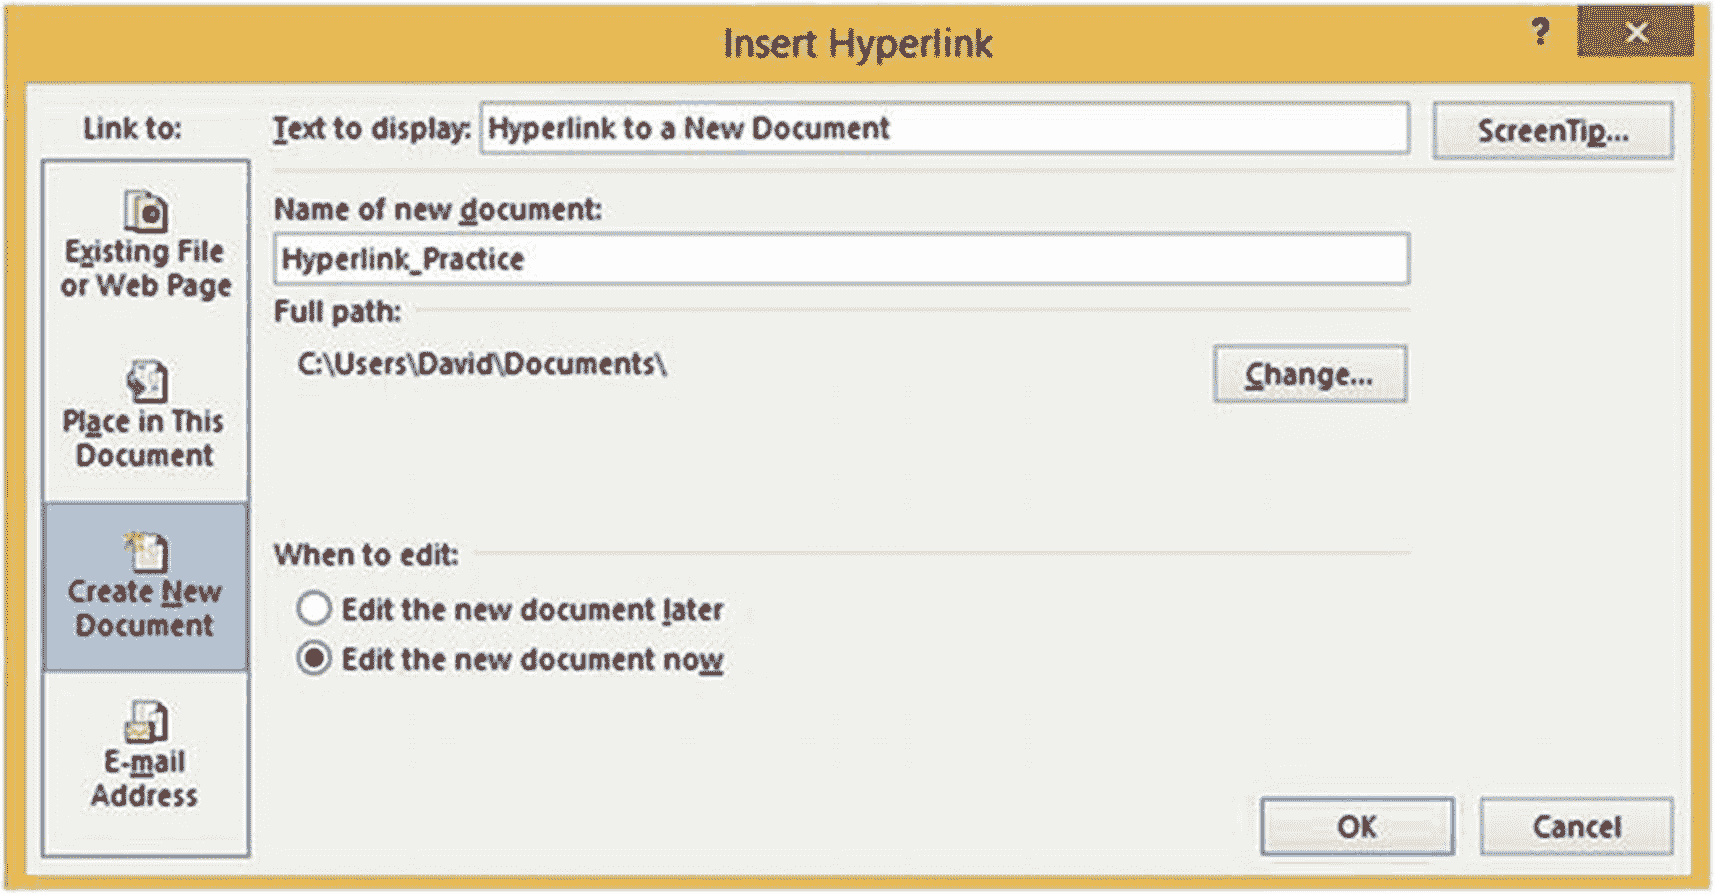 Insert Hyperlink
?
Link to:
Text to display: Hyperlink to a New Document
ScreenTip...
Existing File
or Web Page
Place in This
Document
Create New
Document
E-mail
Address
Name of new document:
Hyperlink_Practice
Full path:
C:\Users\David\Documents\
Change...
When to edit:
Edit the new document later
Edit the new document now
OK
Cancel